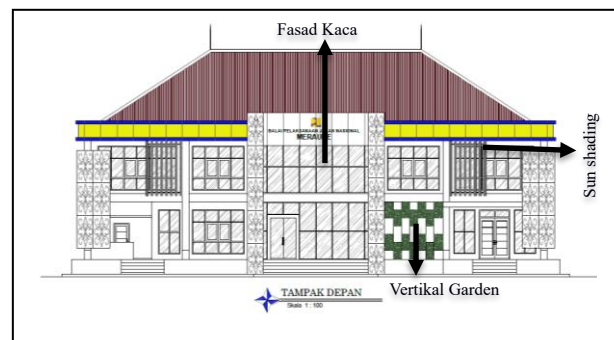 Fasad Kaca
BALAI PELAKSANAAN JALAN NASIONAL
MERAUKE
Sun shading
Vertikal Garden
TAMPAK DEPAN
Skala 1 : 100